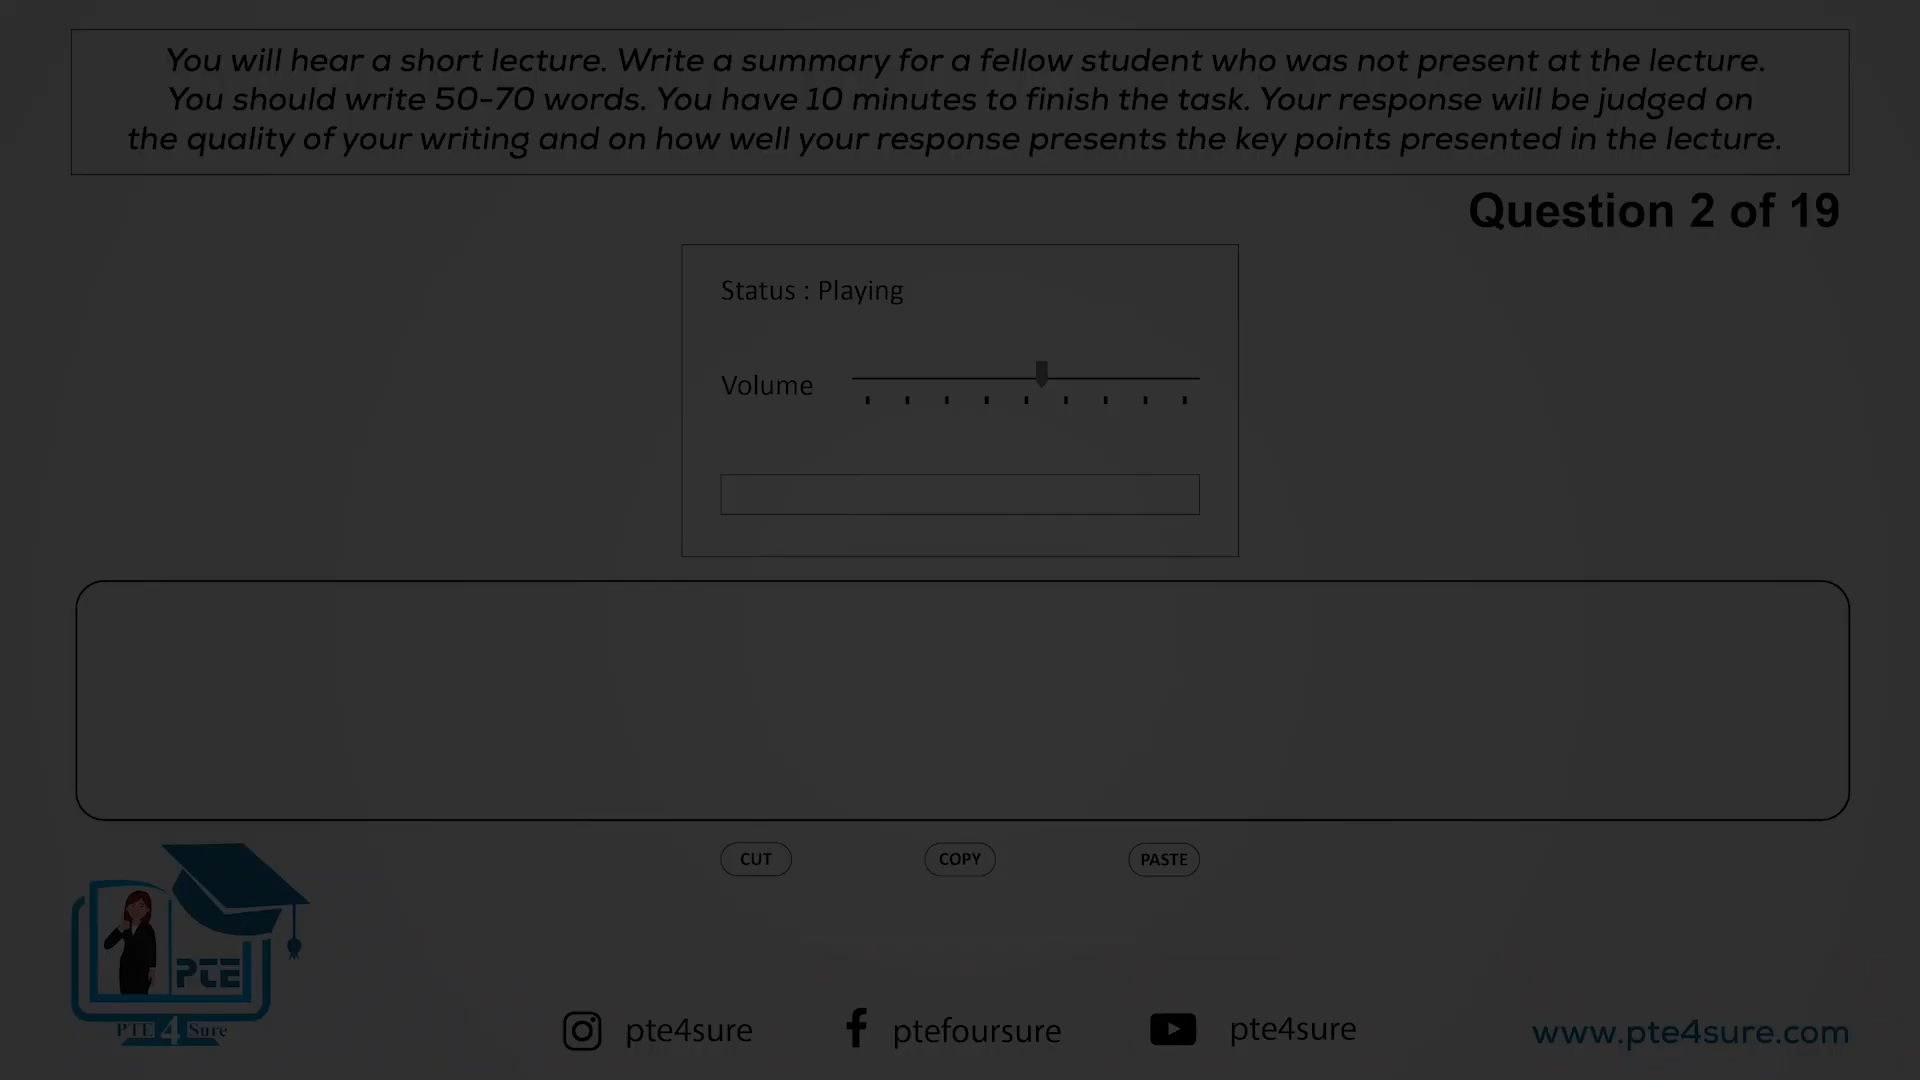 You will hear a short lecture. Write a summary for a fellow student who was not present at the lecture.
You should write 50-70 words. You have 10 minutes to finish the task. Your response will be judged on
the quality of your writing and on how well your response presents the key points presented in the lecture.
Question 2 of 19
Status : Playing
Volume
CUT COPY PASTE
PTE
PTE 4 Sure
pte4sure ptefoursure pte4sure www.pte4sure.com